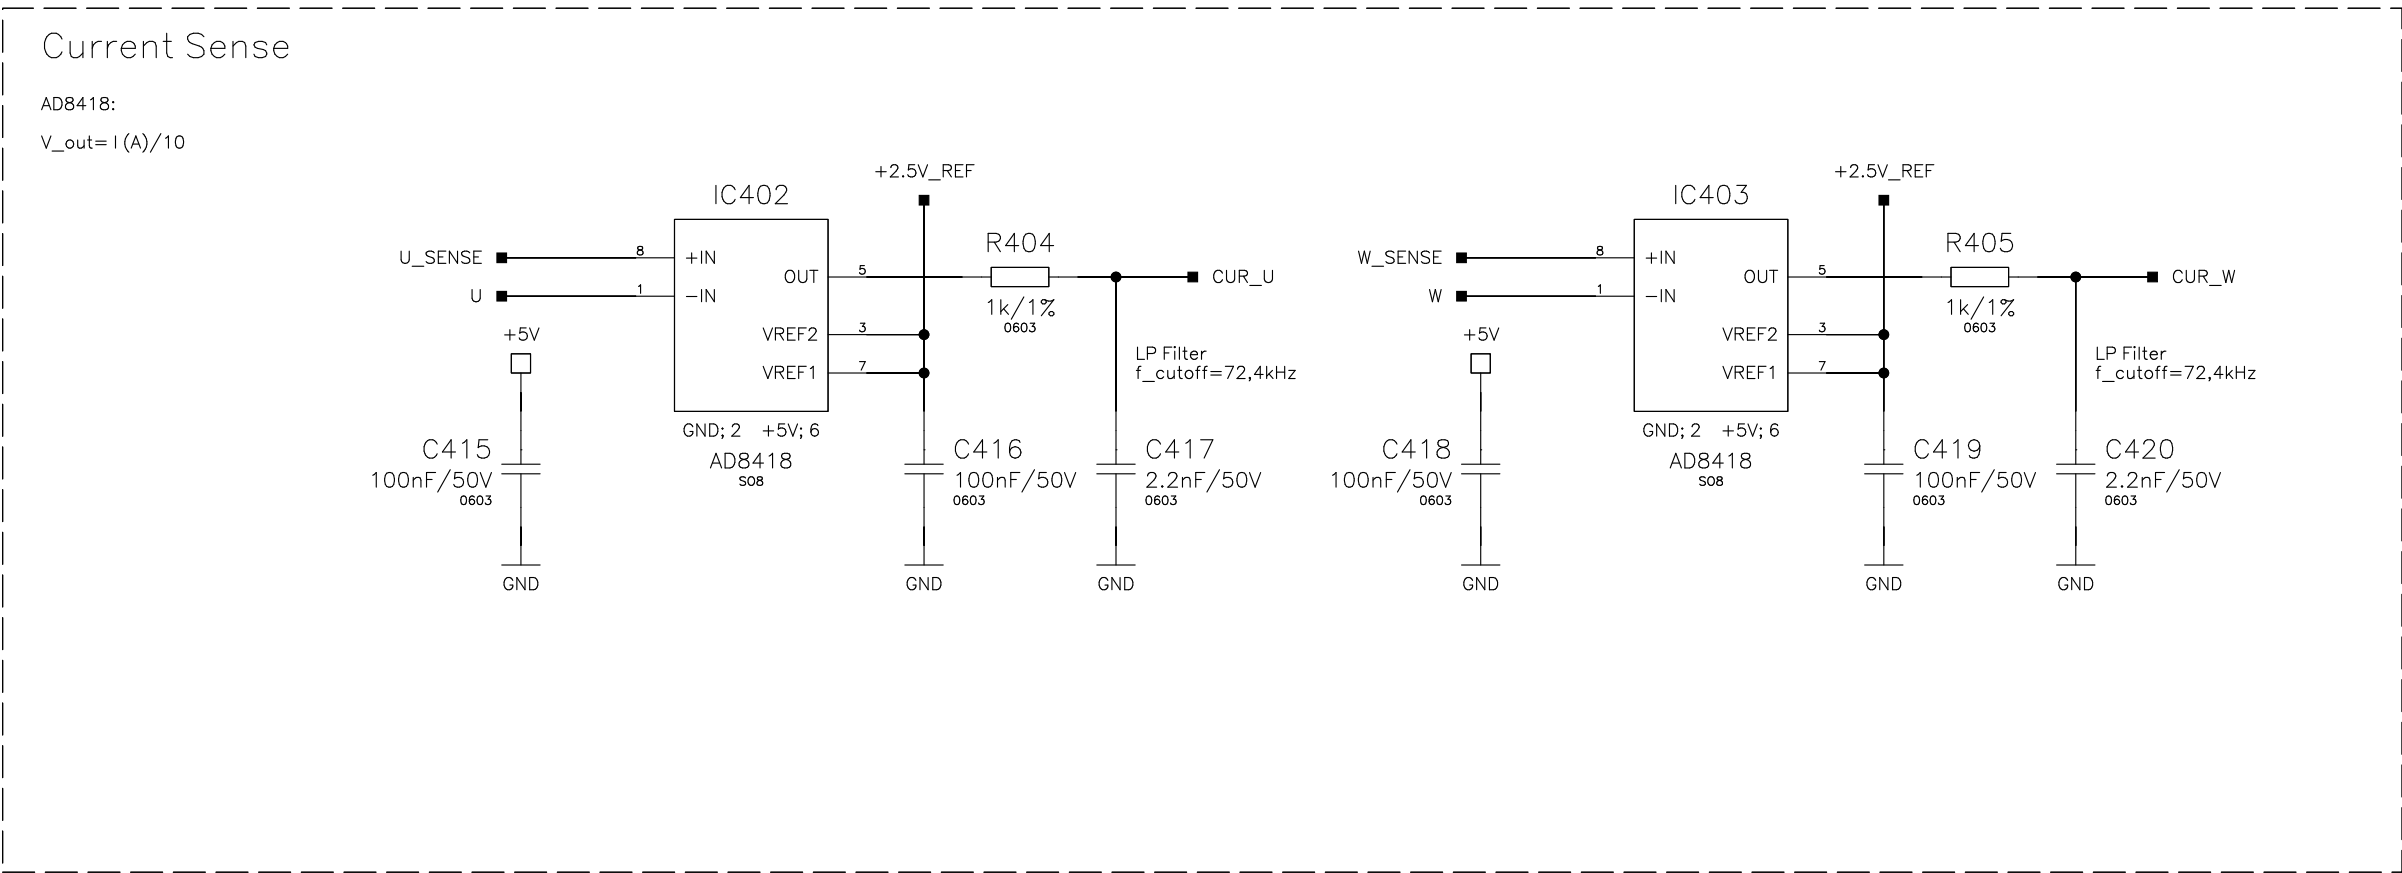 Current Sense
AD8418:
V_out=I(A)/10
+2.5V_REF
IC402
U_SENSE
8
+IN
U
1
-IN
OUT
5
VREF2
3
VREF1
7
R404
1k/1%
0603
CUR_U
LP Filter
f_cutoff=72,4kHz
+5V
GND; 2 +5V; 6
AD8418
SO8
C415
100nF/50V
0603
GND
C416
100nF/50V
0603
GND
C417
2.2nF/50V
0603
GND
+2.5V_REF
IC403
W_SENSE
8
+IN
W
1
-IN
OUT
5
VREF2
3
VREF1
7
R405
1k/1%
0603
CUR_W
LP Filter
f_cutoff=72,4kHz
+5V
GND; 2 +5V; 6
AD8418
SO8
C418
100nF/50V
0603
GND
C419
100nF/50V
0603
GND
C420
2.2nF/50V
0603
GND